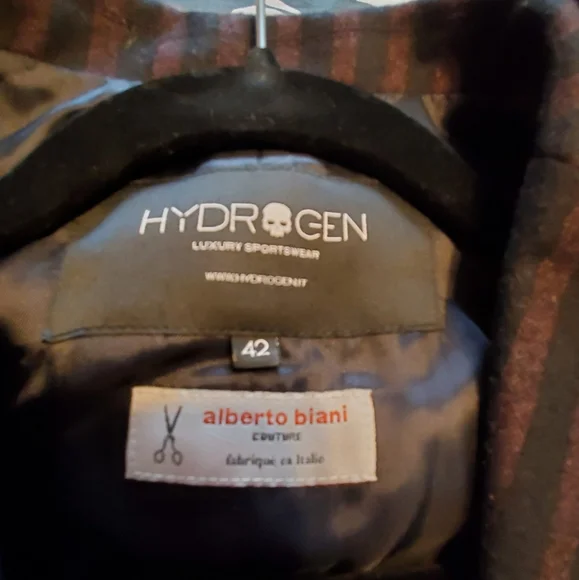 HYDROGEN
LUXURY SPORTSWEAR
WWW.HYDROGEN.IT
42
alberto biani
COUTURE
fabriqué en Italie